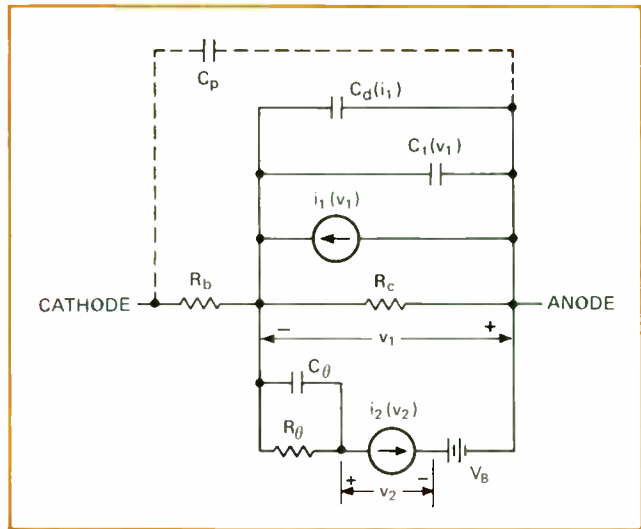 Cp
Cd(i1)
C1(v1)
i1(v1)
Rb
Rc
CATHODE
ANODE
− v1 +
Cθ
Rθ
i2(v2)
VB
+ v2 −